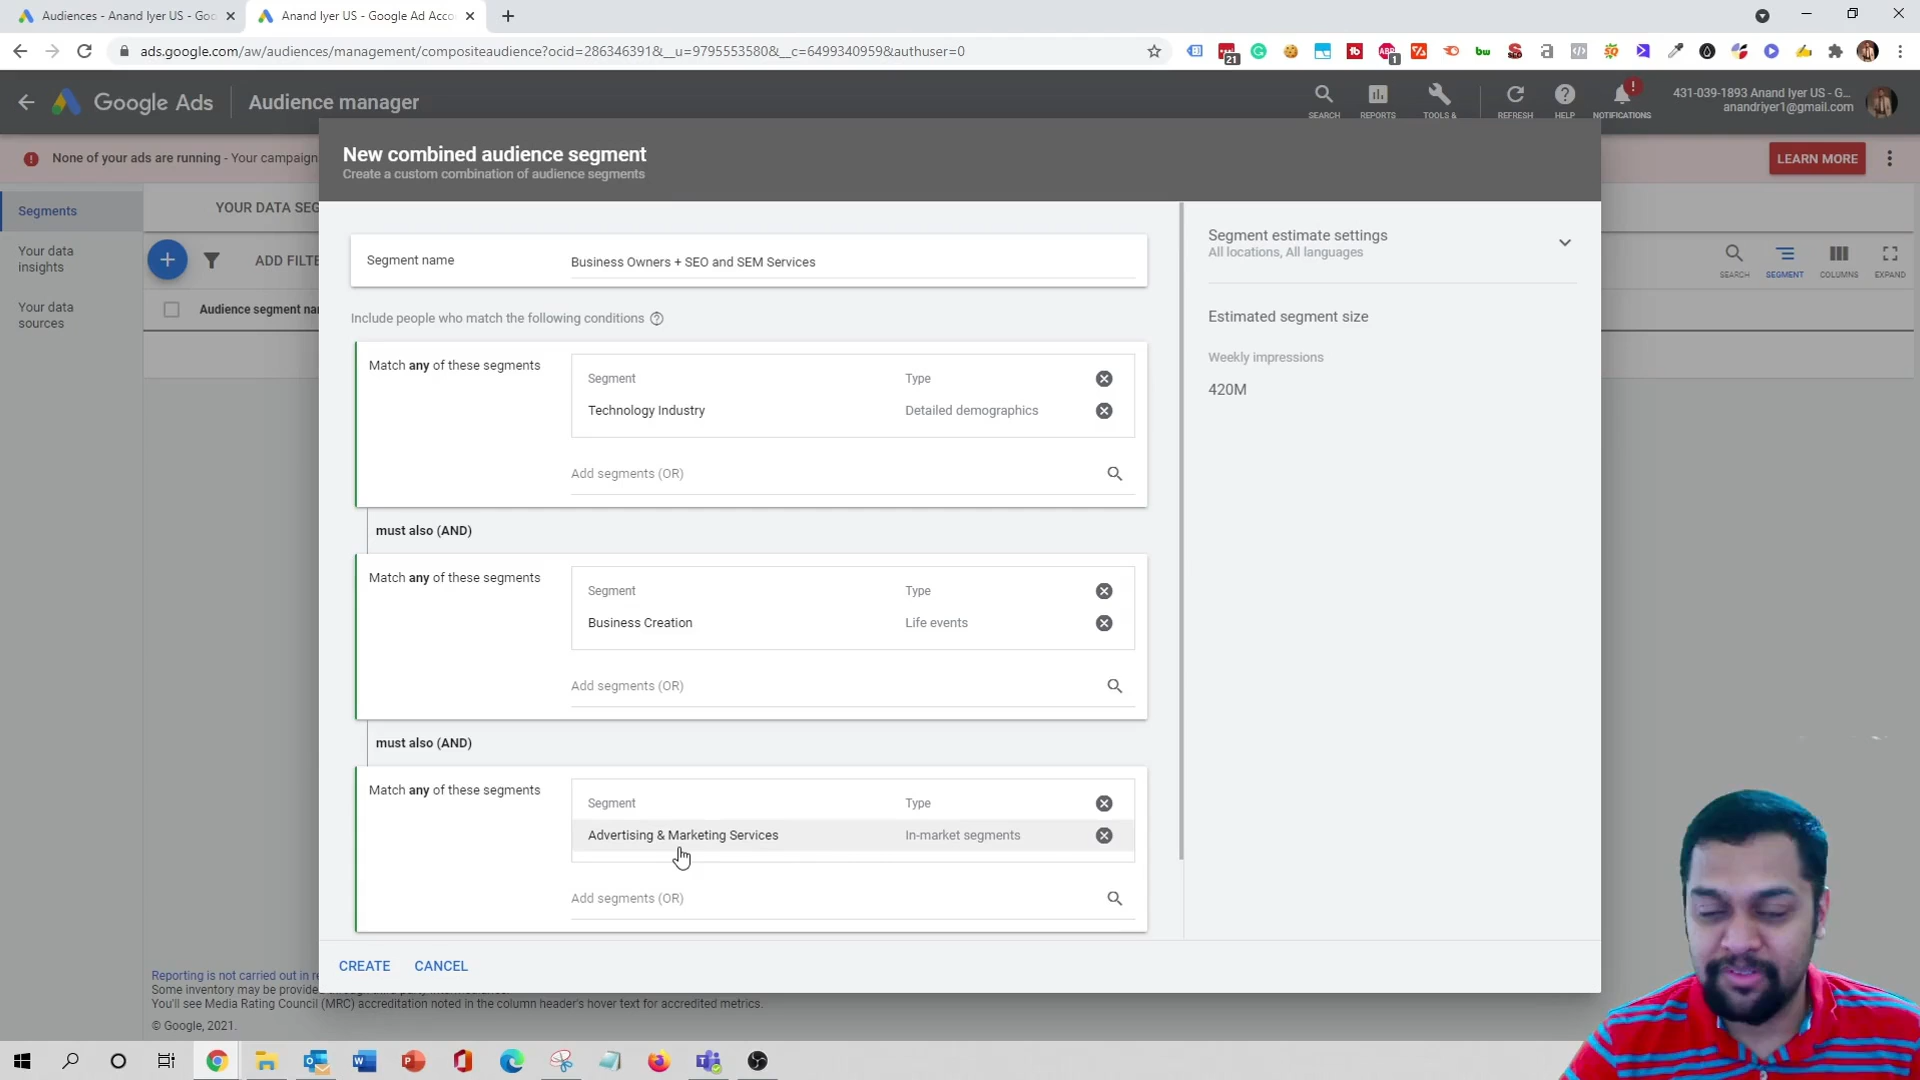 Audiences - Anand Iyer US - Goo
Anand Iyer US - Google Ad Acco
ads.google.com/aw/audiences/management/compositeaudience?ocid=286346391&__u=9795553580&__c=6499340959&authuser=0
21
1
Google Ads
Audience manager
SEARCH
REPORTS
TOOLS &
REFRESH
HELP
NOTIFICATIONS
431-039-1893 Anand Iyer US - G...
anandriyer1@gmail.com
None of your ads are running - Your campaign
LEARN MORE
Segments
Your data insights
Your data sources
YOUR DATA SEG
ADD FILTE
Audience segment na
SEARCH
SEGMENT
COLUMNS
EXPAND
New combined audience segment
Create a custom combination of audience segments
Segment name
Business Owners + SEO and SEM Services
Include people who match the following conditions
Match any of these segments
Segment
Type
Technology Industry
Detailed demographics
Add segments (OR)
must also (AND)
Match any of these segments
Segment
Type
Business Creation
Life events
Add segments (OR)
must also (AND)
Match any of these segments
Segment
Type
Advertising & Marketing Services
In-market segments
Add segments (OR)
CREATE
CANCEL
Segment estimate settings
All locations, All languages
Estimated segment size
Weekly impressions
420M
Reporting is not carried out in re
Some inventory may be provided through third party intermediaries.
You'll see Media Rating Council (MRC) accreditation noted in the column header's hover text for accredited metrics.
© Google, 2021.